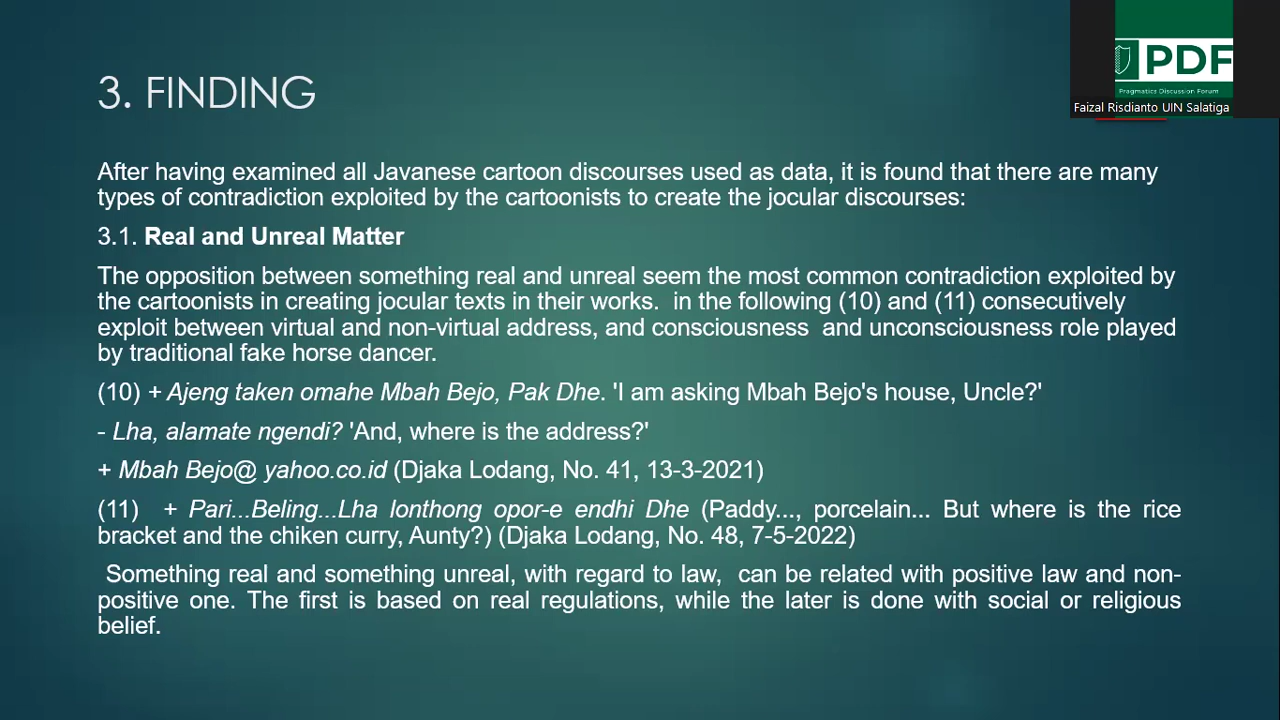 3. FINDING
PDF
Pragmatics Discussion Forum
Faizal Risdianto UIN Salatiga
After having examined all Javanese cartoon discourses used as data, it is found that there are many
types of contradiction exploited by the cartoonists to create the jocular discourses:
3.1. Real and Unreal Matter
The opposition between something real and unreal seem the most common contradiction exploited by
the cartoonists in creating jocular texts in their works.  in the following (10) and (11) consecutively
exploit between virtual and non-virtual address, and consciousness  and unconsciousness role played
by traditional fake horse dancer.
(10) + Ajeng taken omahe Mbah Bejo, Pak Dhe. 'I am asking Mbah Bejo's house, Uncle?'
- Lha, alamate ngendi? 'And, where is the address?'
+ Mbah Bejo@ yahoo.co.id (Djaka Lodang, No. 41, 13-3-2021)
(11)   + Pari...Beling...Lha lonthong opor-e endhi Dhe (Paddy..., porcelain... But where is the rice
bracket and the chiken curry, Aunty?) (Djaka Lodang, No. 48, 7-5-2022)
Something real and something unreal, with regard to law,  can be related with positive law and non-
positive one. The first is based on real regulations, while the later is done with social or religious
belief.